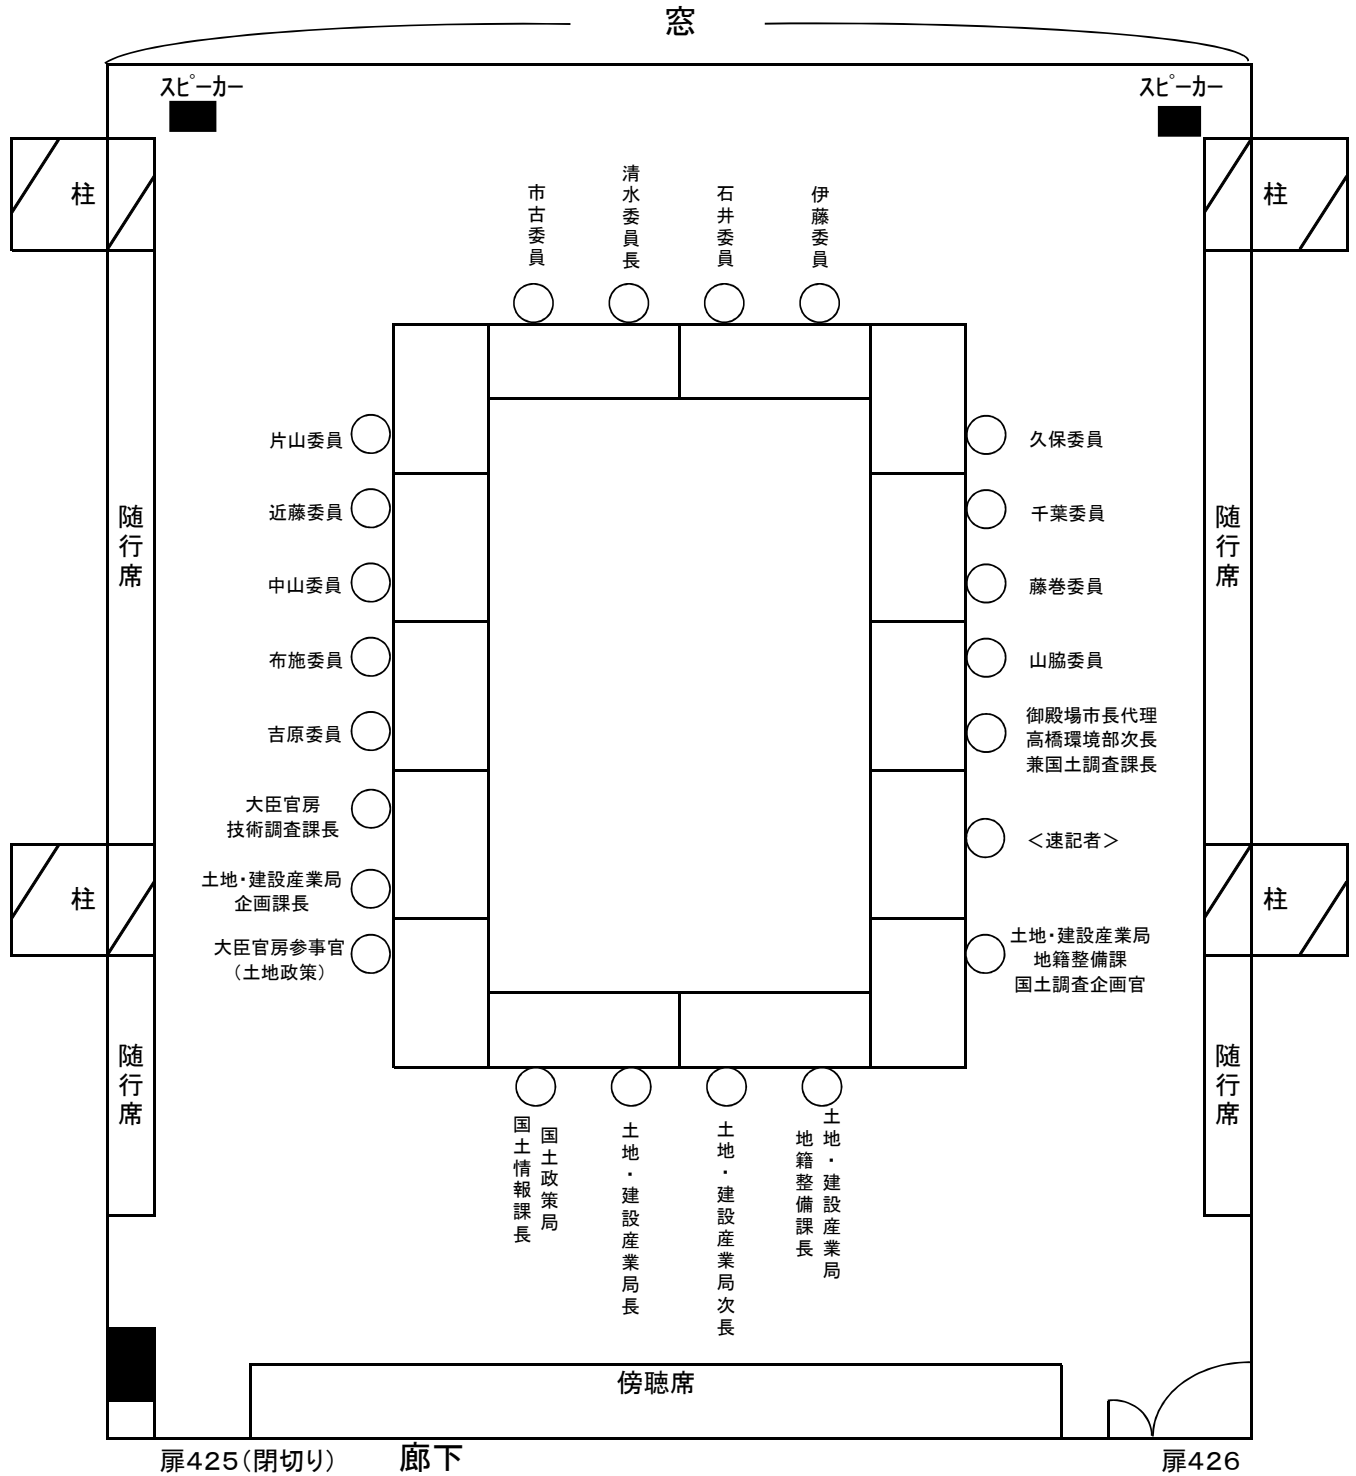 窓
スピーカー
スピーカー
柱
柱
市古委員
清水委員長
石井委員
伊藤委員
片山委員
近藤委員
中山委員
布施委員
吉原委員
大臣官房
技術調査課長
土地・建設産業局
企画課長
大臣官房参事官
（土地政策）
久保委員
千葉委員
藤巻委員
山脇委員
御殿場市長代理
高橋環境部次長
兼国土調査課長
＜速記者＞
土地・建設産業局
地籍整備課
国土調査企画官
随行席
随行席
柱
柱
随行席
随行席
国土政策局
国土情報課長
土地・建設産業局長
土地・建設産業局次長
土地・建設産業局
地籍整備課長
傍聴席
扉425（閉切り）
廊下
扉426